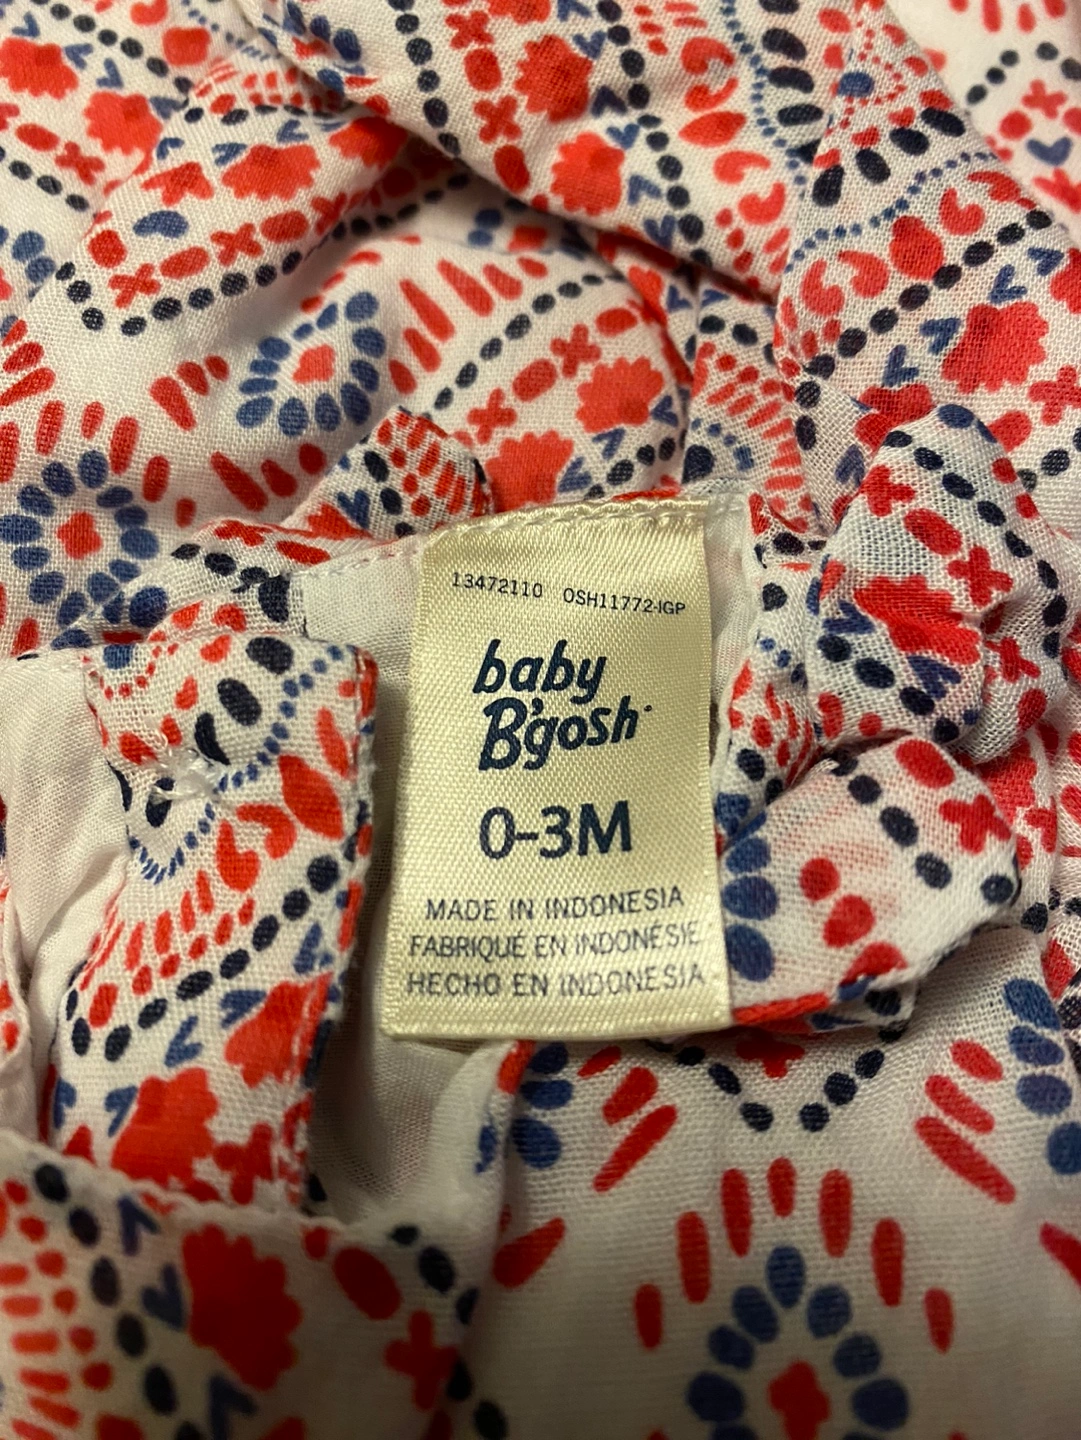 13472110 OSH11772-IGP
baby
B'gosh
0-3M
MADE IN INDONESIA
FABRIQUÉ EN INDONÉSIE
HECHO EN INDONESIA